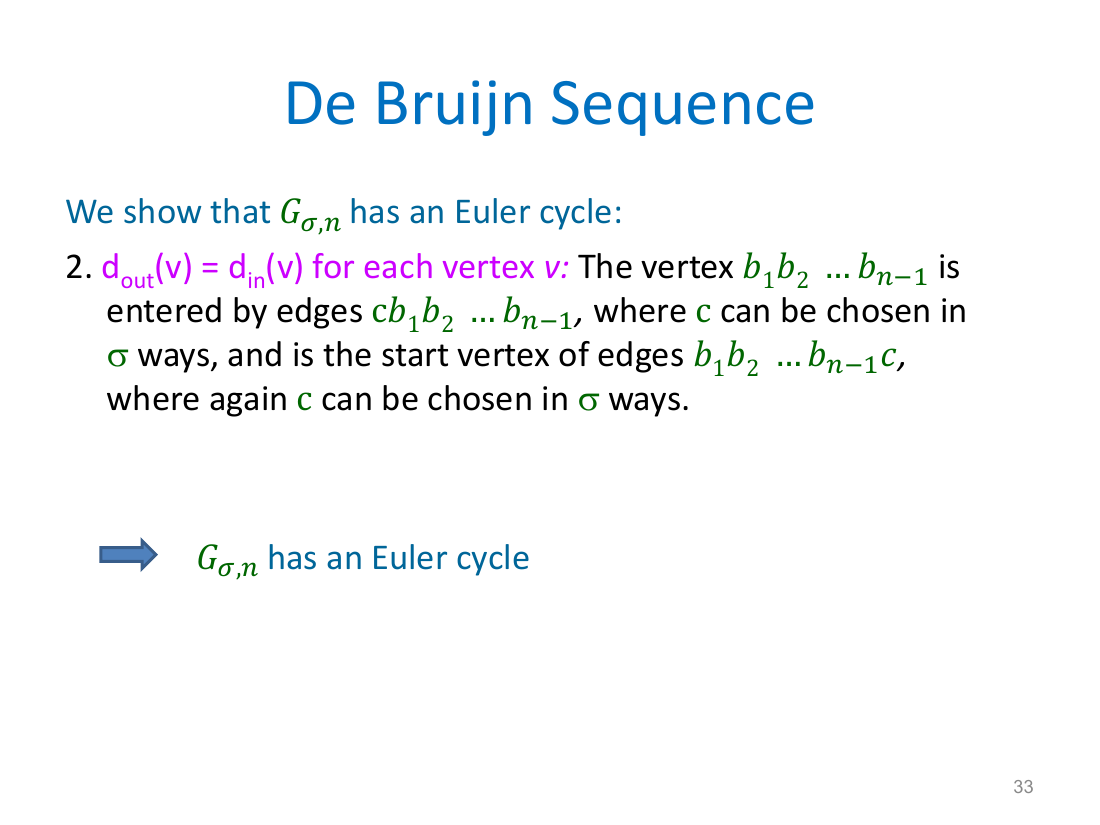 De Bruijn Sequence
We show that 𝐺𝜎,𝑛 has an Euler cycle:
2. dout(v) = din(v) for each vertex v: The vertex 𝑏1𝑏2 … 𝑏𝑛−1 is
entered by edges c𝑏1𝑏2 … 𝑏𝑛−1, where c can be chosen in
σ ways, and is the start vertex of edges 𝑏1𝑏2 … 𝑏𝑛−1𝑐,
where again c can be chosen in σ ways.
𝐺𝜎,𝑛 has an Euler cycle
33